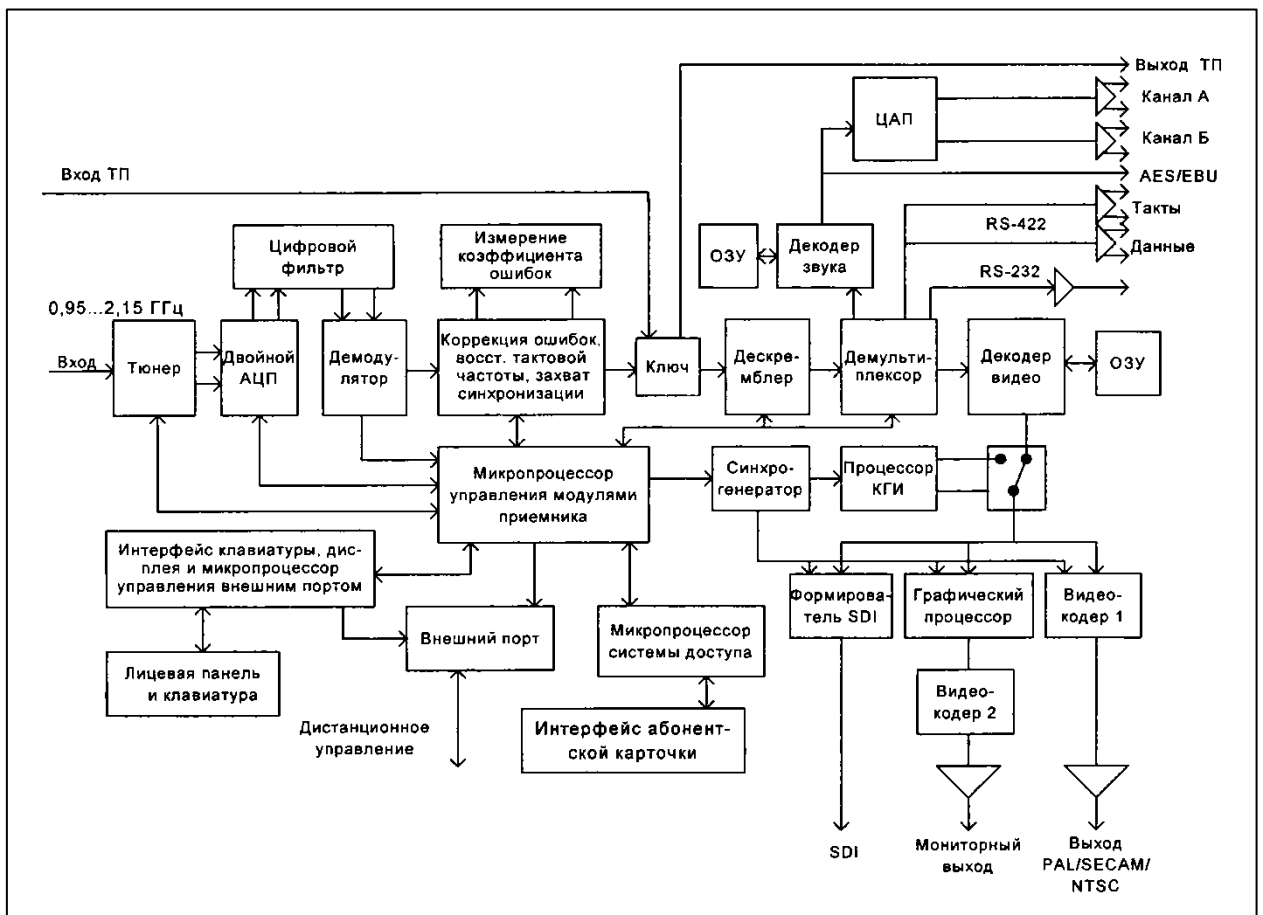 Выход ТП
Канал А
ЦАП
Канал Б
Вход ТП
AES/EBU
Такты
RS-422
Цифровой
фильтр
Измерение
коэффициента
ошибок
ОЗУ
Декодер
звука
Данные
RS-232
0,95...2,15 ГГц
Вход
Тюнер
Двойной
АЦП
Демоду-
лятор
Коррекция ошибок,
восст. тактовой
частоты, захват
синхронизации
Ключ
Дескре-
мблер
Демульти-
плексор
Декодер
видео
ОЗУ
Микропроцессор
управления модулями
приемника
Синхро-
генератор
Процессор
КГИ
Интерфейс клавиатуры, дис-
плея и микропроцессор
управления внешним портом
Внешний порт
Микропроцессор
системы доступа
Формирова-
тель SDI
Графический
процессор
Видео-
кодер 1
Лицевая панель
и клавиатура
Дистанционное
управление
Интерфейс абонент-
ской карточки
Видео-
кодер 2
SDI
Мониторный
выход
Выход
PAL/SECAM/
NTSC